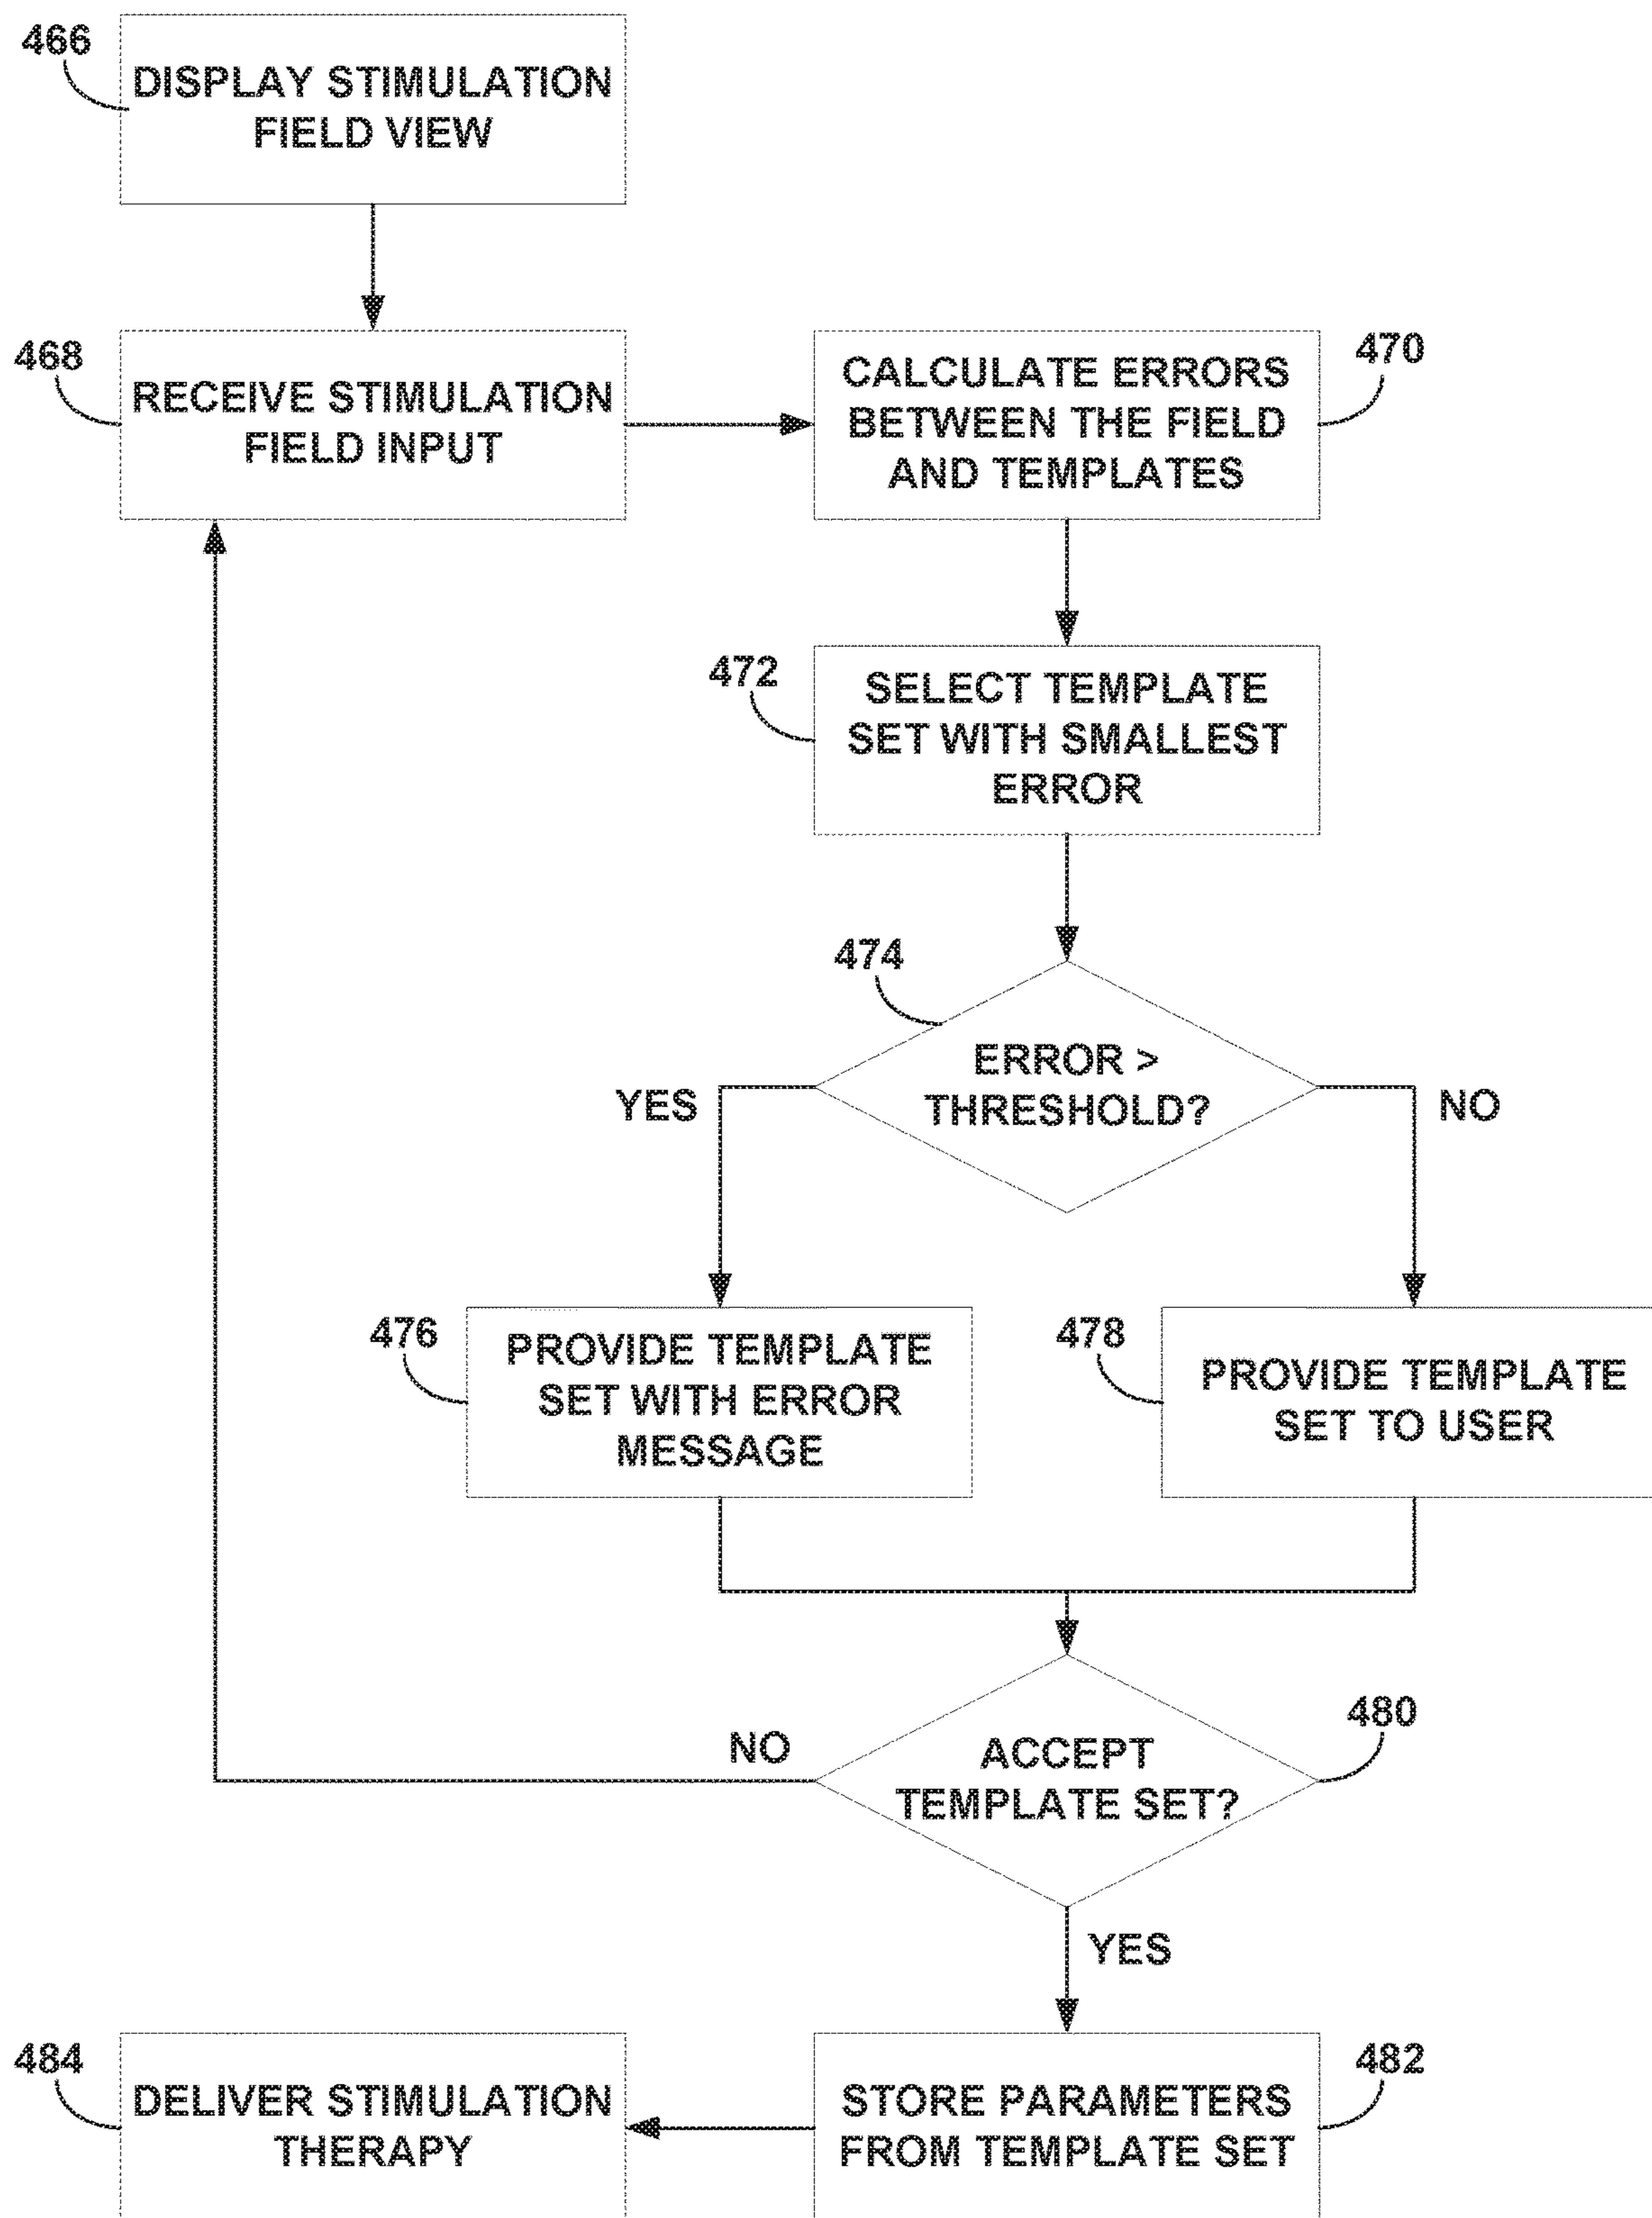 466
DISPLAY STIMULATION
FIELD VIEW
468
RECEIVE STIMULATION
FIELD INPUT
470
CALCULATE ERRORS
BETWEEN THE FIELD
AND TEMPLATES
472
SELECT TEMPLATE
SET WITH SMALLEST
ERROR
474
ERROR >
THRESHOLD?
YES
NO
476
PROVIDE TEMPLATE
SET WITH ERROR
MESSAGE
478
PROVIDE TEMPLATE
SET TO USER
480
ACCEPT
TEMPLATE SET?
NO
YES
482
STORE PARAMETERS
FROM TEMPLATE SET
484
DELIVER STIMULATION
THERAPY